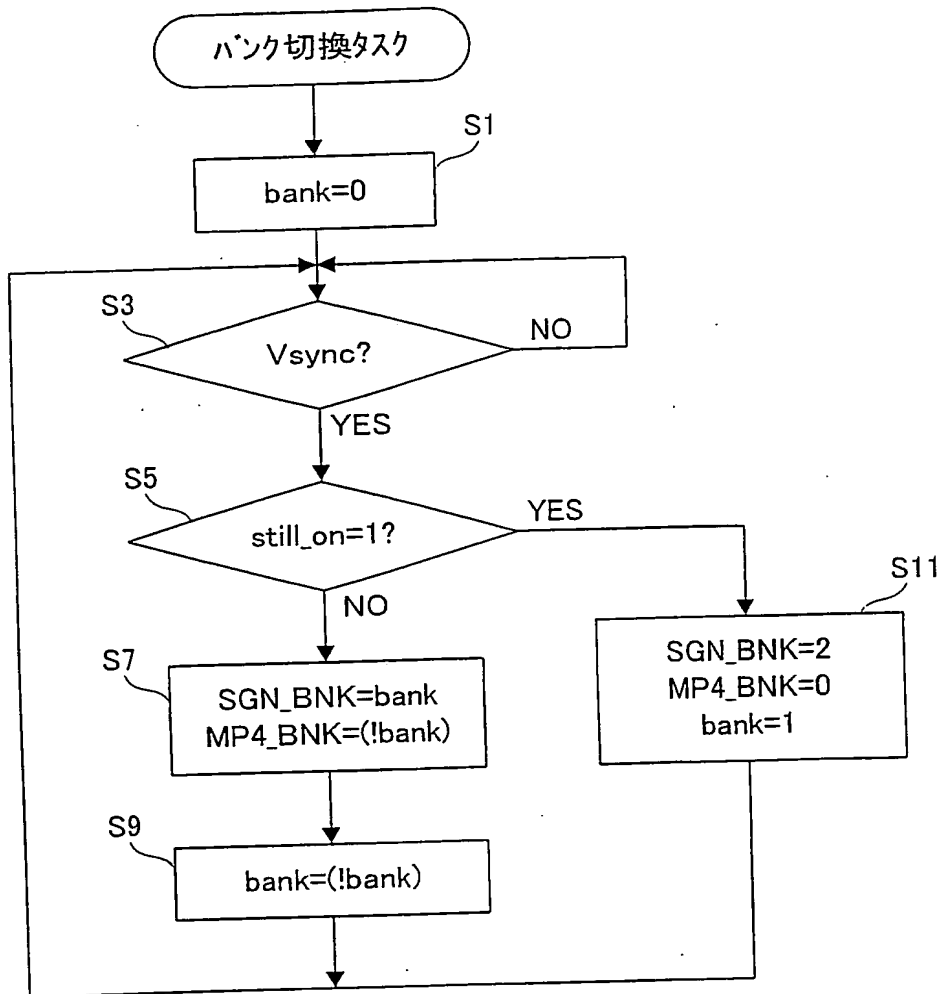 バンク切換タスク
S1
bank=0
S3
Vsync?
NO
YES
S5
still_on=1?
YES
NO
S11
SGN_BNK=2
MP4_BNK=0
bank=1
S7
SGN_BNK=bank
MP4_BNK=(!bank)
S9
bank=(!bank)